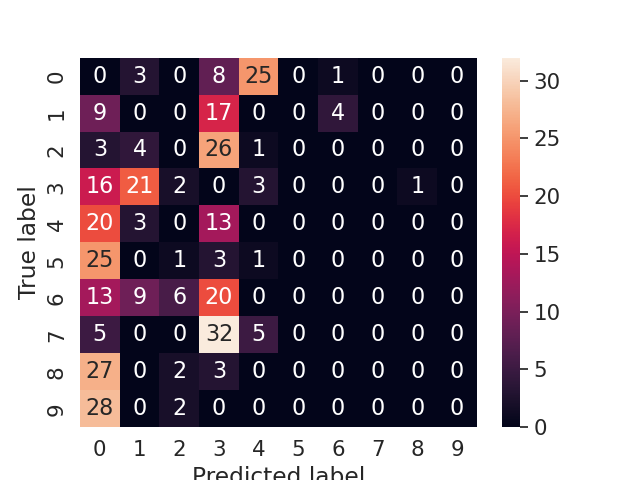 0 0 3 0 8 25 0 1 0 0 0
1 9 0 0 17 0 0 4 0 0 0
2 3 4 0 26 1 0 0 0 0 0
3 16 21 2 0 3 0 0 0 1 0
4 20 3 0 13 0 0 0 0 0 0
5 25 0 1 3 1 0 0 0 0 0
6 13 9 6 20 0 0 0 0 0 0
7 5 0 0 32 5 0 0 0 0 0
8 27 0 2 3 0 0 0 0 0 0
9 28 0 2 0 0 0 0 0 0 0
0 1 2 3 4 5 6 7 8 9
Predicted label
True label
30
25
20
15
10
5
0